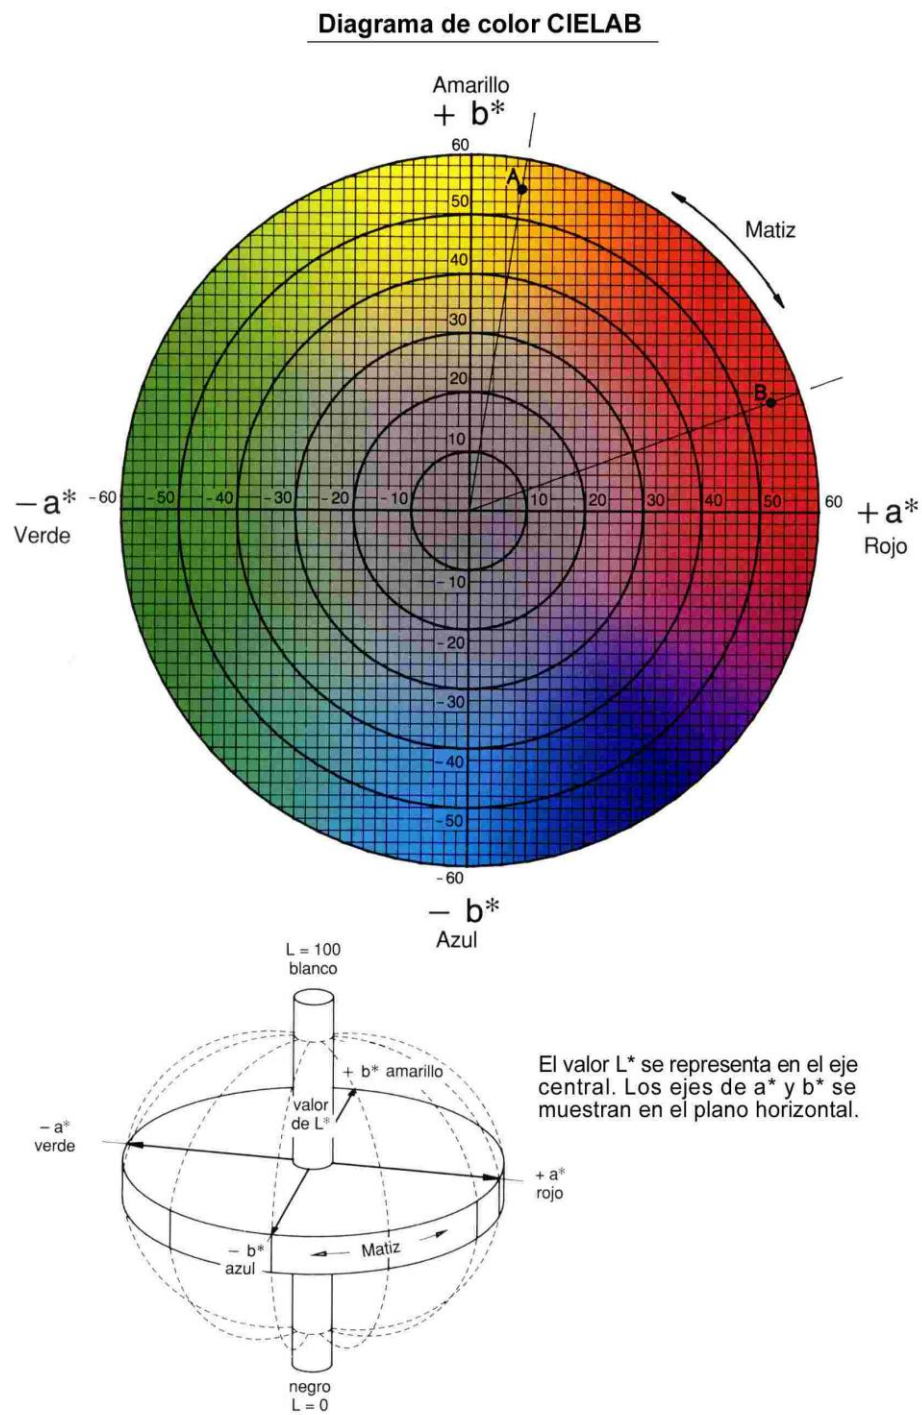 Diagrama de color CIELAB
Amarillo
+ b*
60
A
50
Matiz
40
30
20
B
10
- a* -60 -50 -40 -30 -20 -10 10 20 30 40 50 60 + a*
Verde
Rojo
- 10
-20
-30
-40
-50
-60
- b*
Azul
L = 100
blanco
+ b* amarillo
valor
de L*
- a*
verde
+ a*
rojo
- b*
azul
Matiz
negro
L = 0
El valor L* se representa en el eje
central. Los ejes de a* y b* se
muestran en el plano horizontal.